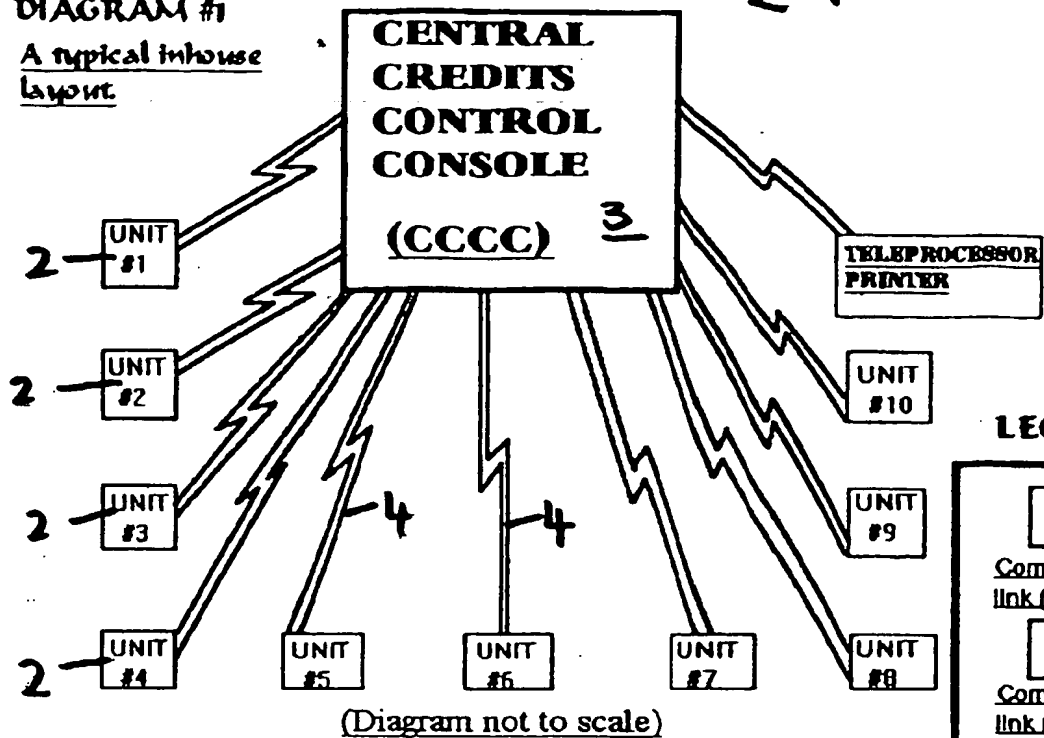 DIAGRAM #1
A typical inhouse
layout.
CENTRAL
CREDITS
CONTROL
CONSOLE
(CCCC) 3
TELEPROCESSOR
PRINTER
2 UNIT
#1
2 UNIT
#2
2 UNIT
#3
2 UNIT
#4
UNIT
#5
UNIT
#6
UNIT
#7
UNIT
#8
UNIT
#9
UNIT
#10
4
4
(Diagram not to scale)
link
link